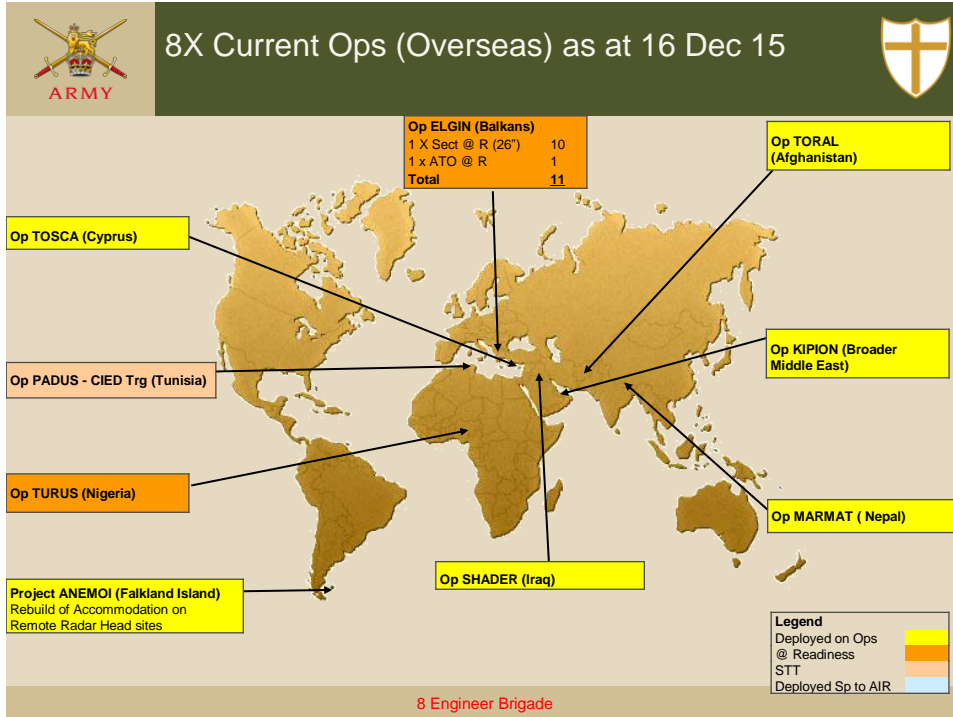 8X Current Ops (Overseas) as at 16 Dec 15
ARMY
Op ELGIN (Balkans)
1 X Sect @ R (26") 10
1 x ATO @ R 1
Total 11
Op TORAL
(Afghanistan)
Op TOSCA (Cyprus)
Op KIPION (Broader
Middle East)
Op PADUS - CIED Trg (Tunisia)
Op TURUS (Nigeria)
Op MARMAT ( Nepal)
Op SHADER (Iraq)
Project ANEMOI (Falkland Island)
Rebuild of Accommodation on
Remote Radar Head sites
Legend
Deployed on Ops
@ Readiness
STT
Deployed Sp to AIR
8 Engineer Brigade